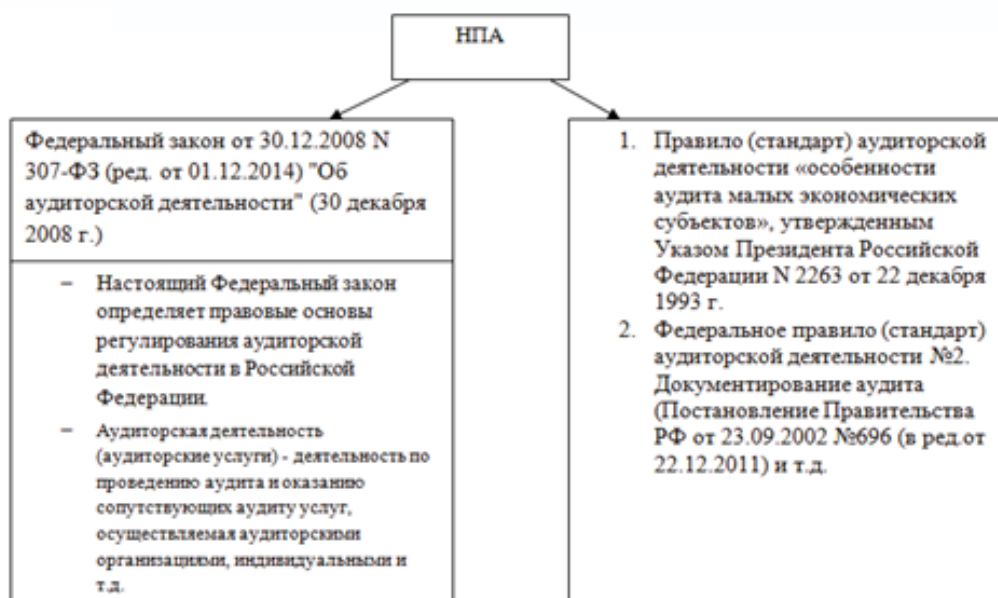 НПА
Федеральный закон от 30.12.2008 N
307-ФЗ (ред. от 01.12.2014) "Об
аудиторской деятельности" (30 декабря
2008 г.)
– Настоящий Федеральный закон
определяет правовые основы
регулирования аудиторской
деятельности в Российской
Федерации.
– Аудиторская деятельность
(аудиторские услуги) - деятельность по
проведению аудита и оказанию
сопутствующих аудиту услуг,
осуществляемая аудиторскими
организациями, индивидуальными и
т.д.
1. Правило (стандарт) аудиторской
деятельности «особенности
аудита малых экономических
субъектов», утвержденным
Указом Президента Российской
Федерации N 2263 от 22 декабря
1993 г.
2. Федеральное правило (стандарт)
аудиторской деятельности №2.
Документирование аудита
(Постановление Правительства
РФ от 23.09.2002 №696 (в ред.от
22.12.2011) и т.д.